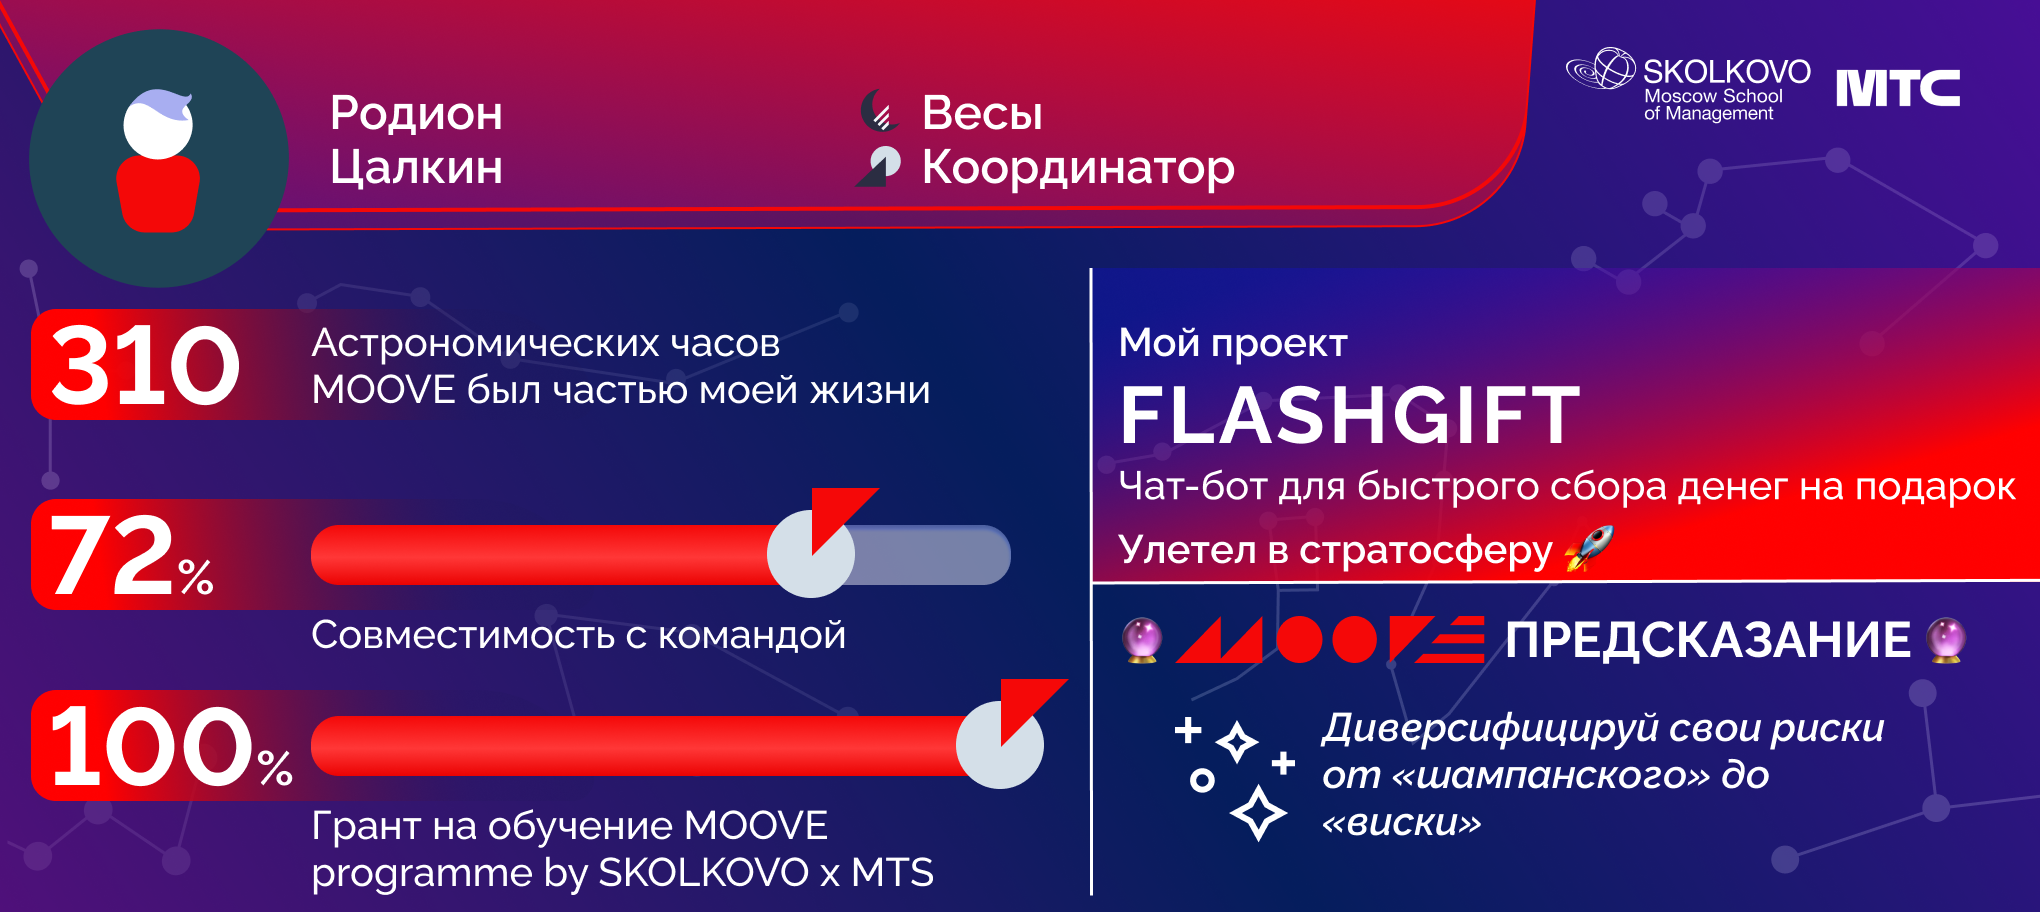 Родион
Цалкин
Весы
Координатор
SKOLKOVO
Moscow School
of Management
МТС
310
Астрономических часов
MOOVE был частью моей жизни
72%
Совместимость с командой
100%
Грант на обучение MOOVE
programme by SKOLKOVO x MTS
Мой проект
FLASHGIFT
Чат-бот для быстрого сбора денег на подарок
Улетел в стратосферу 🚀
🔮 MOOVE ПРЕДСКАЗАНИЕ 🔮
Диверсифицируй свои риски
от «шампанского» до
«виски»